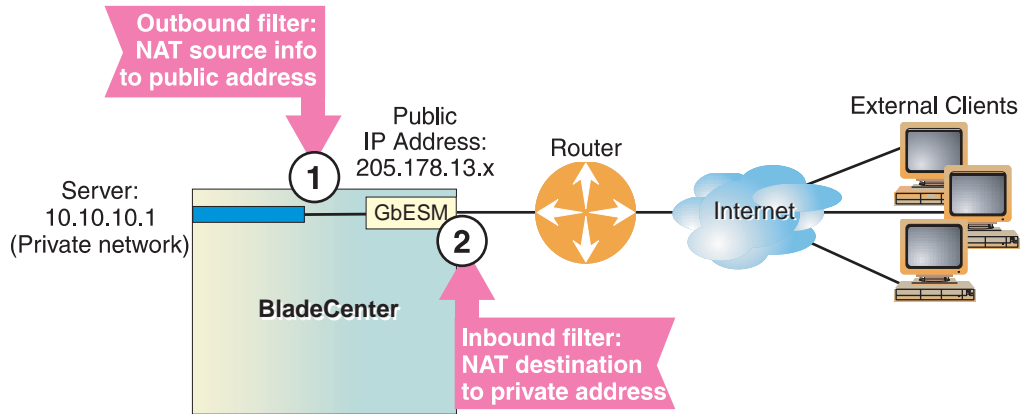 Outbound filter:
NAT source info
to public address
Public
IP Address:
205.178.13.x
Router
External Clients
1
Server:
10.10.10.1
(Private network)
GbESM
2
Internet
BladeCenter
Inbound filter:
NAT destination
to private address